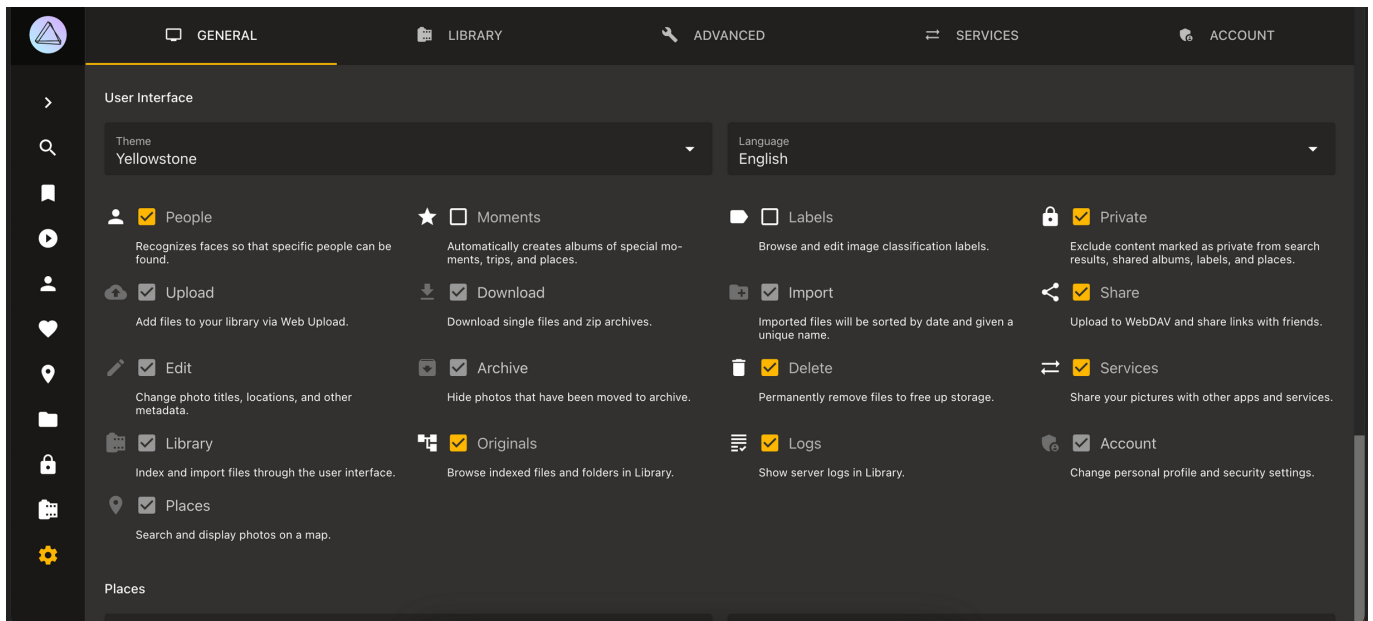 GENERAL
LIBRARY
ADVANCED
SERVICES
ACCOUNT
User Interface
Theme
Yellowstone
Language
English
People
Recognizes faces so that specific people can be
found.
Moments
Automatically creates albums of special mo-
ments, trips, and places.
Labels
Browse and edit image classification labels.
Private
Exclude content marked as private from search
results, shared albums, labels, and places.
Upload
Add files to your library via Web Upload.
Download
Download single files and zip archives.
Import
Imported files will be sorted by date and given a
unique name.
Share
Upload to WebDAV and share links with friends.
Edit
Change photo titles, locations, and other
metadata.
Archive
Hide photos that have been moved to archive.
Delete
Permanently remove files to free up storage.
Services
Share your pictures with other apps and services.
Library
Index and import files through the user interface.
Originals
Browse indexed files and folders in Library.
Logs
Show server logs in Library.
Account
Change personal profile and security settings.
Places
Search and display photos on a map.
Places